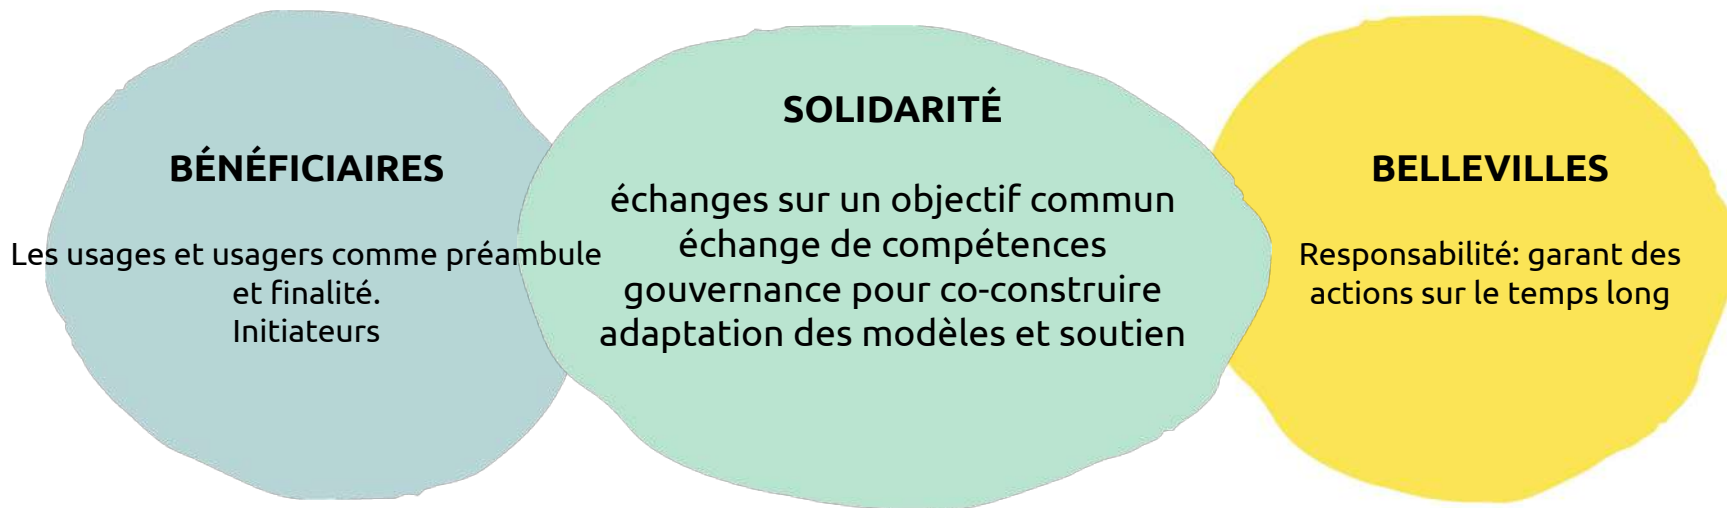 BÉNÉFICIAIRES
Les usages et usagers comme préambule
et finalité.
Initiateurs
SOLIDARITÉ
échanges sur un objectif commun
échange de compétences
gouvernance pour co-construire
adaptation des modèles et soutien
BELLEVILLES
Responsabilité: garant des
actions sur le temps long